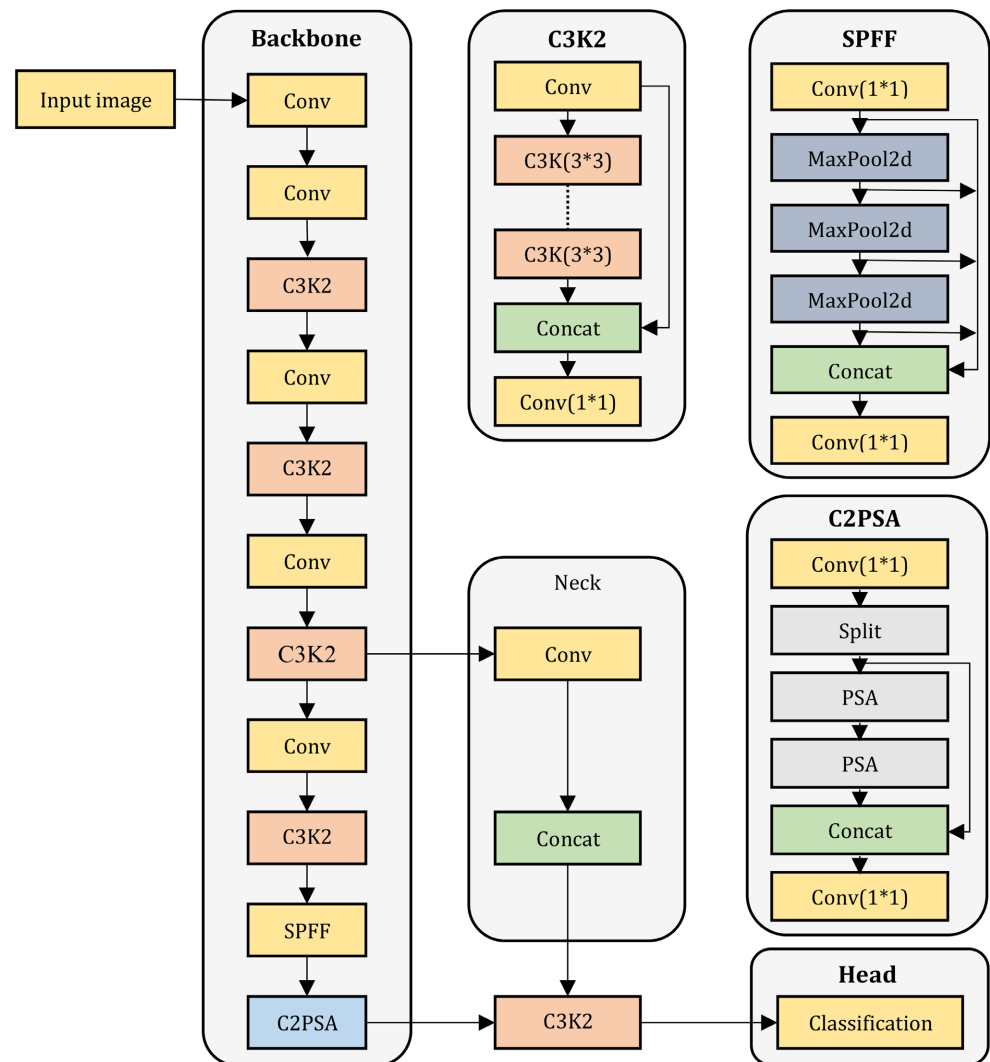 Input image
Backbone
Conv
Conv
C3K2
Conv
C3K2
Conv
C3K2
Conv
C3K2
SPFF
C2PSA
C3K2
Conv
C3K(3*3)
C3K(3*3)
Concat
Conv(1*1)
SPFF
Conv(1*1)
MaxPool2d
MaxPool2d
MaxPool2d
Concat
Conv(1*1)
Neck
Conv
Concat
C3K2
C2PSA
Conv(1*1)
Split
PSA
PSA
Concat
Conv(1*1)
Head
Classification